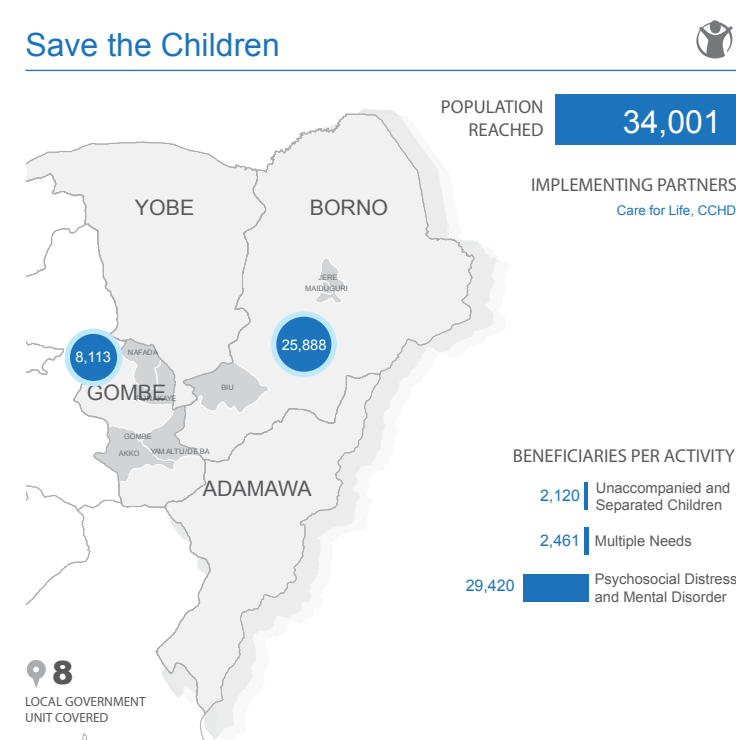 Save the Children
POPULATION
REACHED
34,001
IMPLEMENTING PARTNERS
Care for Life, CCHD
YOBE
BORNO
JERE
MAIDUGURI
8,113
NAFADA
25,888
GOMBE
BIU
GOMBE
AKKO
YAMALTU/DEBA
ADAMAWA
BENEFICIARIES PER ACTIVITY
2,120
Unaccompanied and
Separated Children
2,461
Multiple Needs
29,420
Psychosocial Distress
and Mental Disorder
8
LOCAL GOVERNMENT
UNIT COVERED